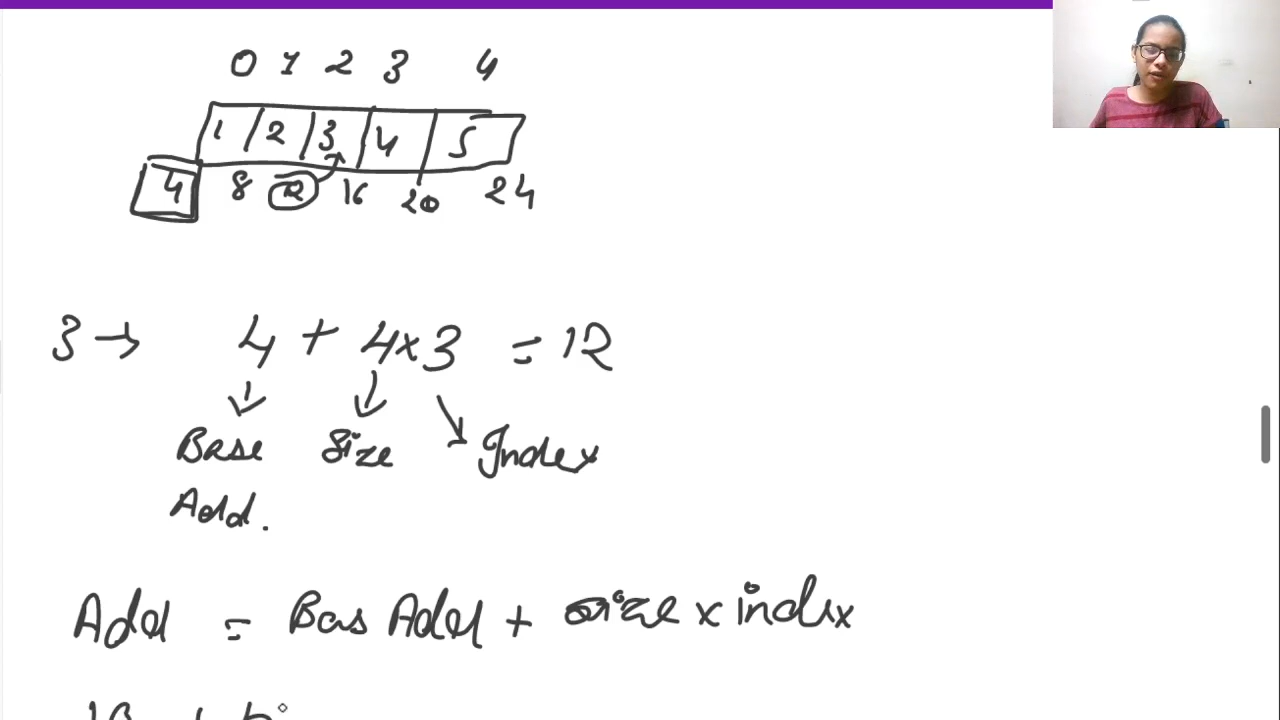 0 1 2 3 4
1 2 3 4 5
4 8 12 16 20 24
3 → 4 + 4x3 = 12
Base Size Index
Add.
Add = Bas Add + size x index